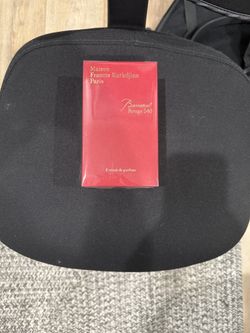 Maison
Francis Kurkdjian
Paris
Baccarat
Rouge 540
Extrait de parfum